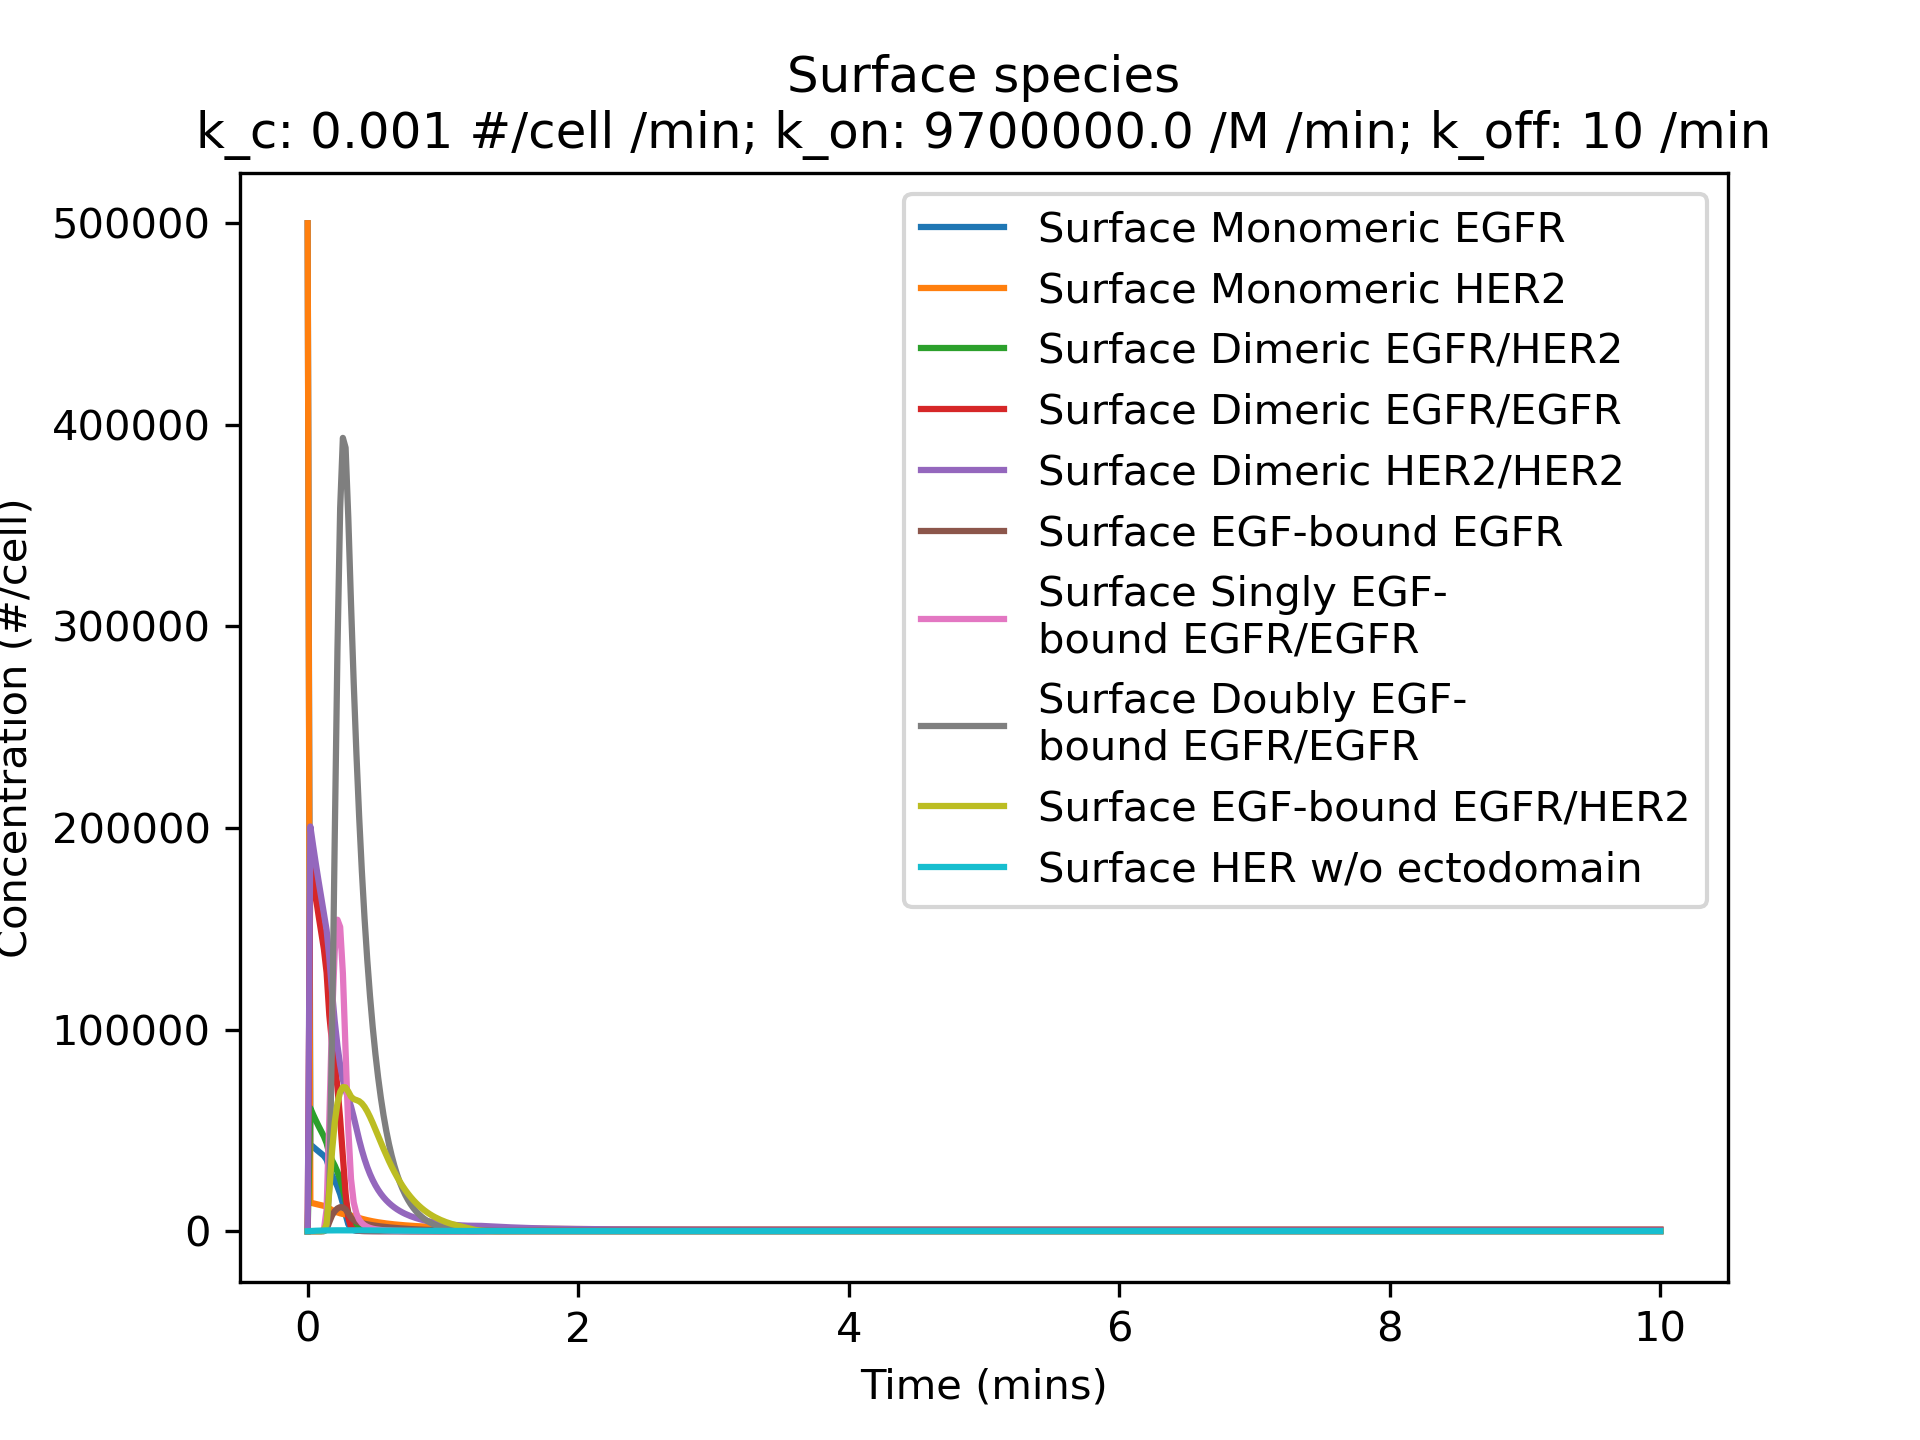 Surface species
k_c: 0.001 #/cell /min; k_on: 9700000.0 /M /min; k_off: 10 /min
500000
400000
300000
200000
100000
0
Concentration (#/cell)
Surface Monomeric EGFR
Surface Monomeric HER2
Surface Dimeric EGFR/HER2
Surface Dimeric EGFR/EGFR
Surface Dimeric HER2/HER2
Surface EGF-bound EGFR
Surface Singly EGF-
bound EGFR/EGFR
Surface Doubly EGF-
bound EGFR/EGFR
Surface EGF-bound EGFR/HER2
Surface HER w/o ectodomain
0 2 4 6 8 10
Time (mins)